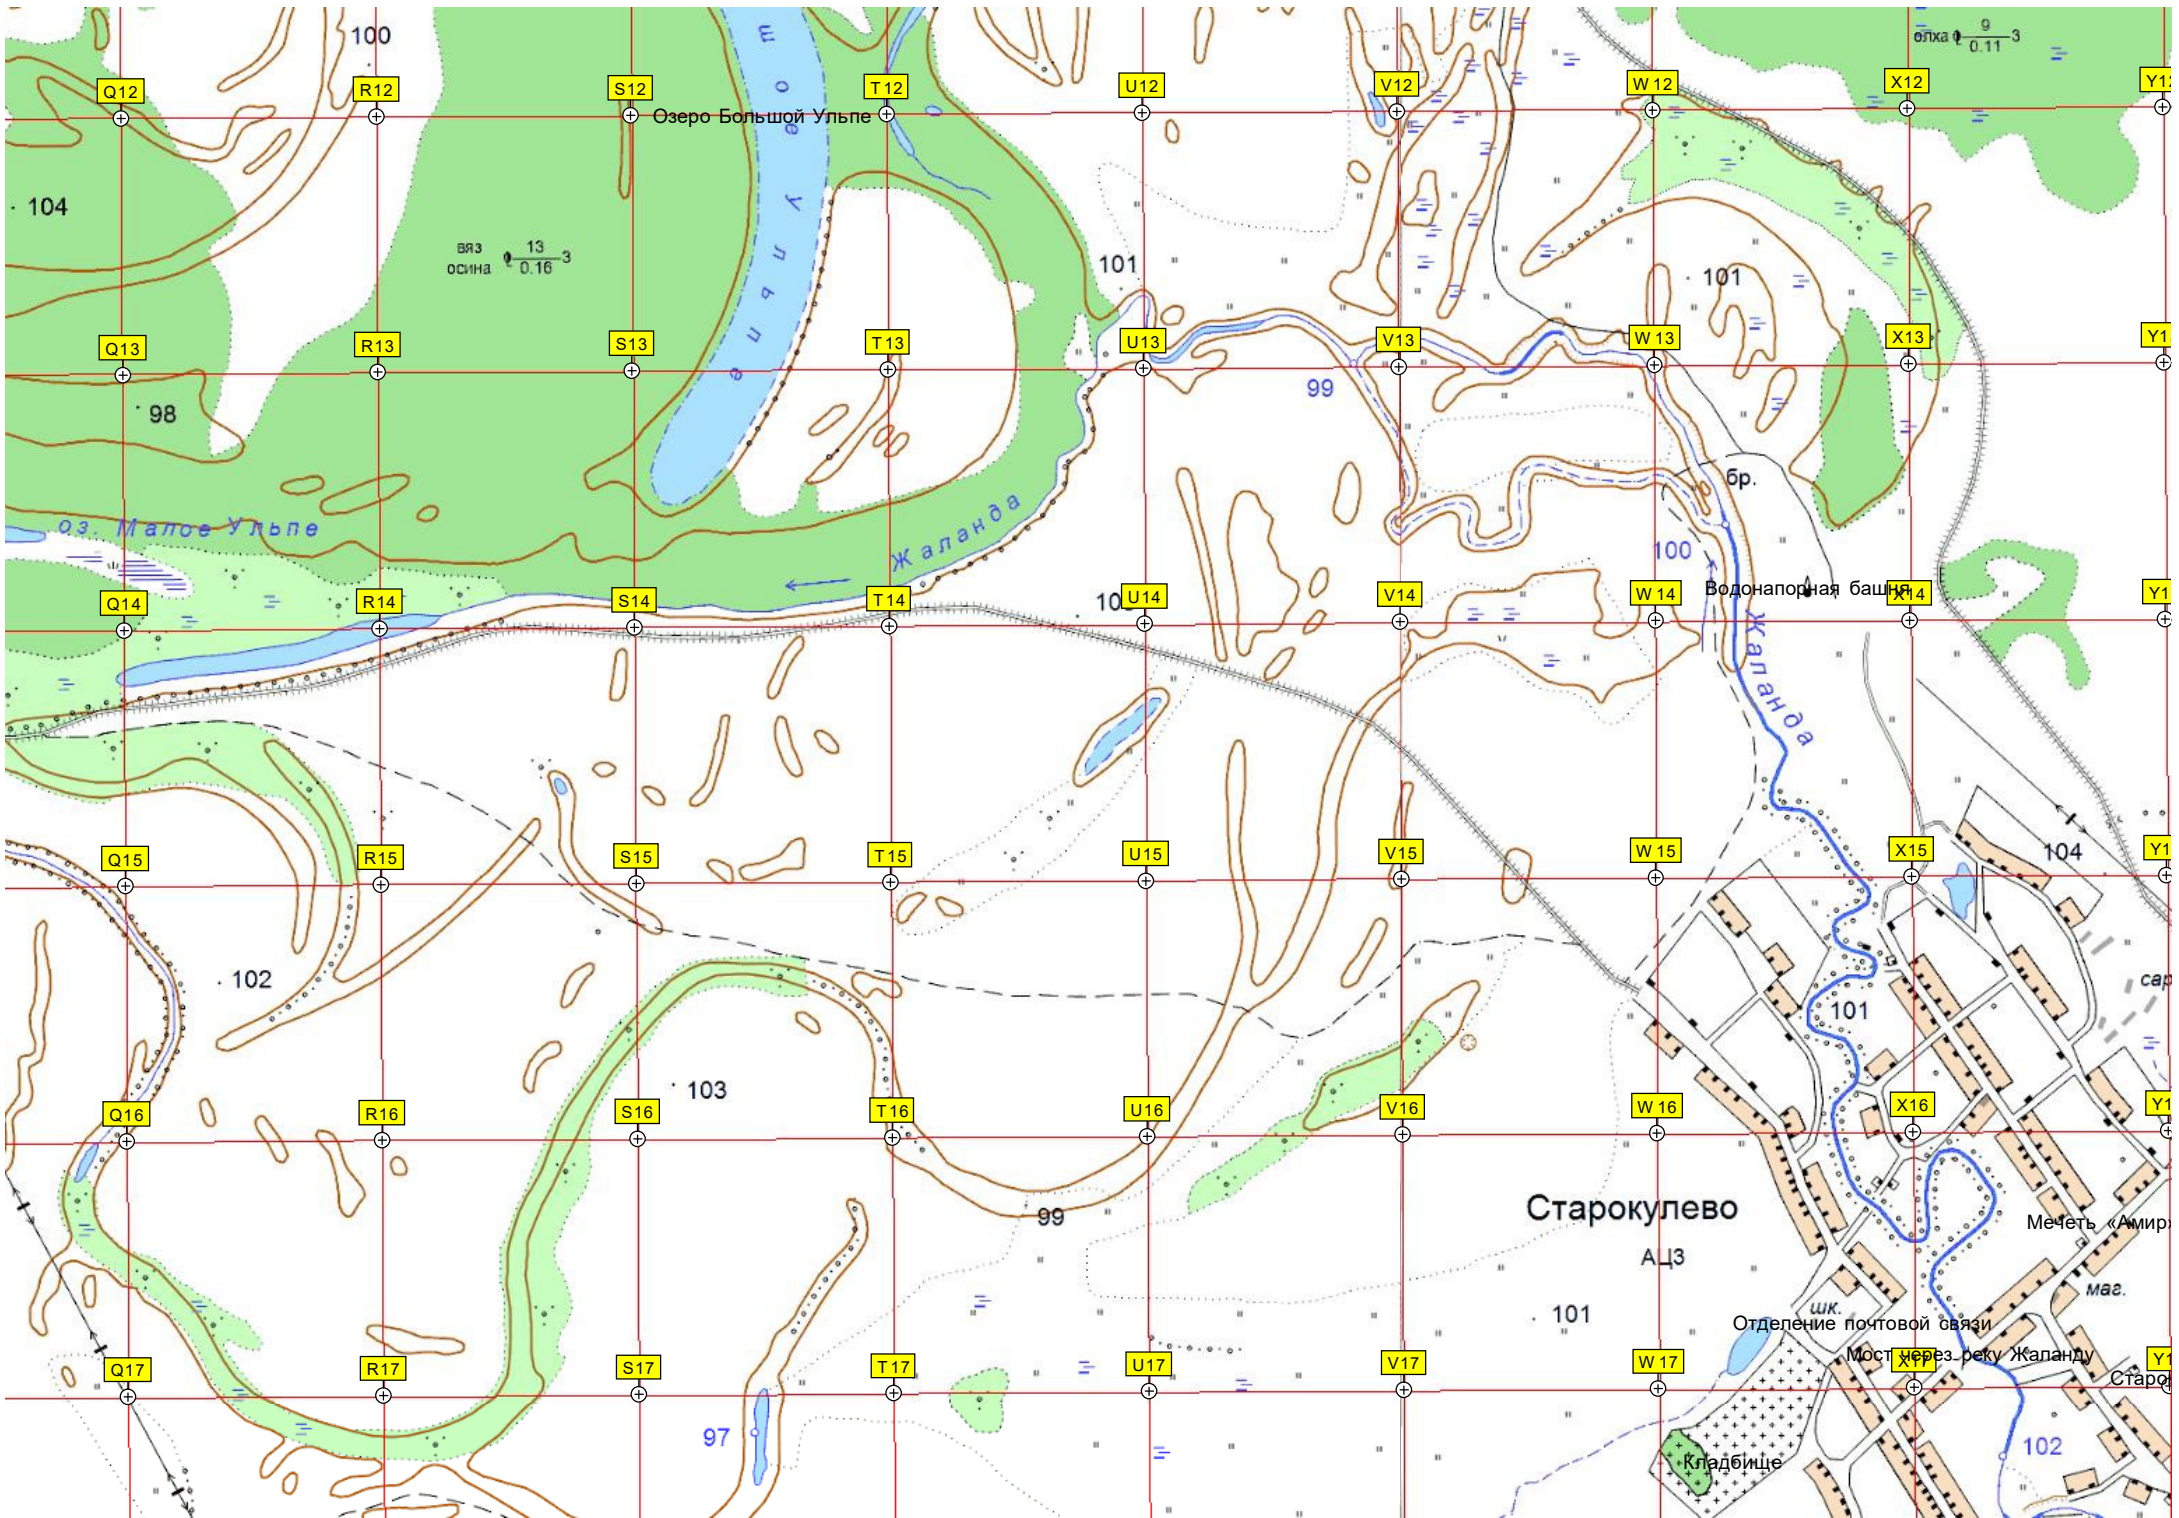 100
олха 9 0.11 3
Q12
R12
S12
T12
U12
V12
W12
X12
Озеро Большой Ульпе
шое Ульпе
104
вяз осина 13 0.16 3
101
101
Q13
R13
S13
T13
U13
V13
W13
X13
98
99
бр.
оз. Малое Ульпе
Жаланда
100
Водонапорная башня
Q14
R14
S14
T14
U14
V14
W14
X14
Жаланда
Q15
R15
S15
T15
U15
V15
W15
X15
104
102
сар
101
103
Q16
R16
S16
T16
U16
V16
W16
X16
99
Старокулево
АЦЗ
Мечеть «Амир»
маг.
101
шк.
Отделение почтовой связи
Мост через реку Жаланду
Q17
R17
S17
T17
U17
V17
W17
X17
Старо
97
102
Кладбище